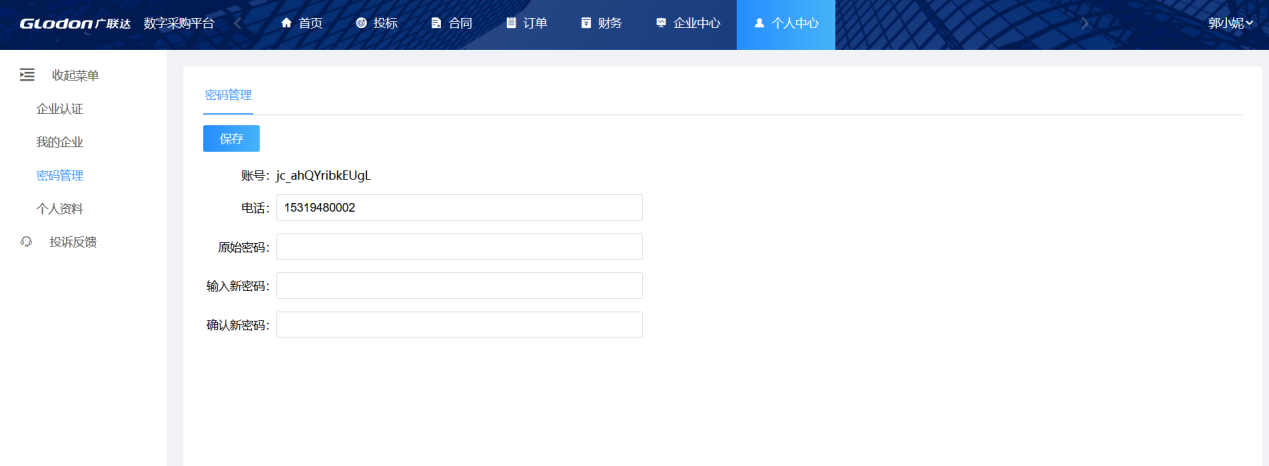 GLodon广联达 数字采购平台 首页 投标 合同 订单 财务 企业中心 个人中心 郭小妮
收起菜单
企业认证
我的企业
密码管理
个人资料
投诉反馈
密码管理
保存
账号: jc_ahQYribkEUgL
电话: 15319480002
原始密码:
输入新密码:
确认新密码: